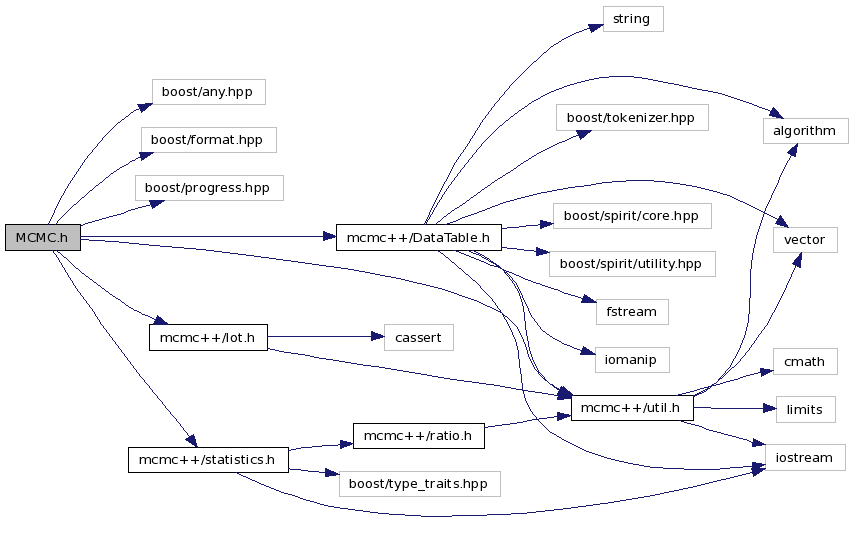 string
boost/any.hpp
boost/tokenizer.hpp
algorithm
boost/format.hpp
boost/progress.hpp
boost/spirit/core.hpp
MCMC.h
mcmc++/DataTable.h
vector
boost/spirit/utility.hpp
fstream
mcmc++/lot.h
cassert
iomanip
cmath
mcmc++/util.h
limits
mcmc++/ratio.h
mcmc++/statistics.h
iostream
boost/type_traits.hpp